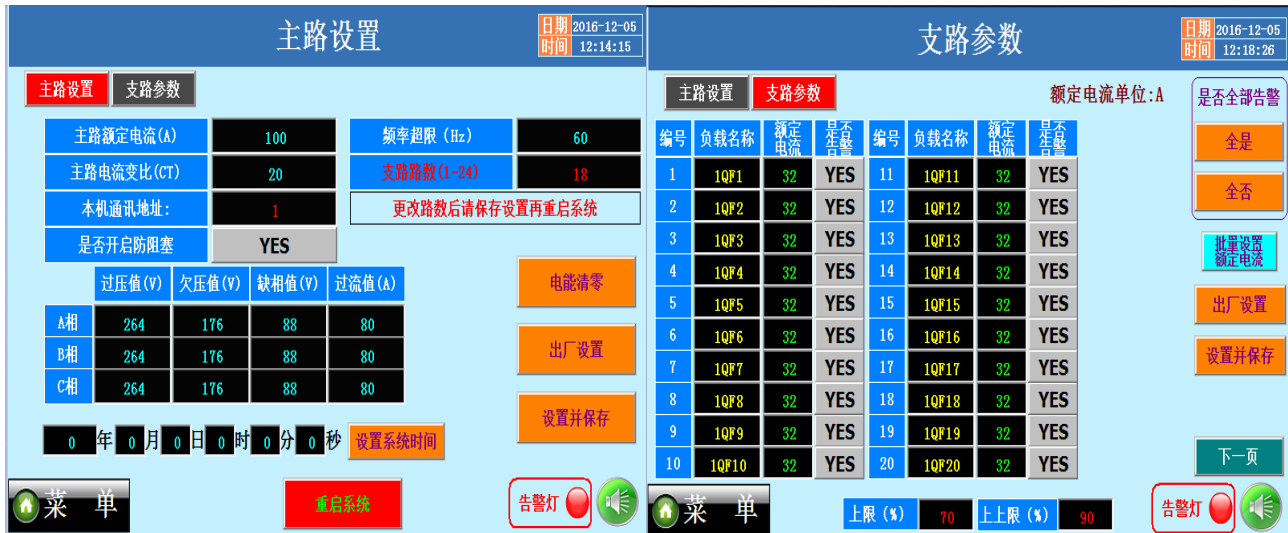 主路设置
日期 2016-12-05
时间 12:14:15
主路设置 支路参数
主路额定电流(A) 100 频率超限(Hz) 60
主路电流变比(CT) 20 支路路数(1-24) 18
本机通讯地址: 1 更改路数后请保存设置再重启系统
是否开启防阻塞 YES
过压值(V) 欠压值(V) 缺相值(V) 过流值(A)
电能清零
A相 264 176 88 80
B相 264 176 88 80
出厂设置
C相 264 176 88 80
设置并保存
0 年 0 月 0 日 0 时 0 分 0 秒 设置系统时间
菜 单 重启系统 告警灯
支路参数
日期 2016-12-05
时间 12:18:26
主路设置 支路参数 额定电流单位:A
编号 负载名称 额定电流 是否告警 编号 负载名称 额定电流 是否告警
1 1QF1 32 YES 11 1QF11 32 YES
2 1QF2 32 YES 12 1QF12 32 YES
3 1QF3 32 YES 13 1QF13 32 YES
4 1QF4 32 YES 14 1QF14 32 YES
5 1QF5 32 YES 15 1QF15 32 YES
6 1QF6 32 YES 16 1QF16 32 YES
7 1QF7 32 YES 17 1QF17 32 YES
8 1QF8 32 YES 18 1QF18 32 YES
9 1QF9 32 YES 19 1QF19 32 YES
10 1QF10 32 YES 20 1QF20 32 YES
是否全部告警
全是
全否
批量设置
额定电流
出厂设置
设置并保存
下一页
菜 单 上限(%) 70 上上限(%) 90 告警灯